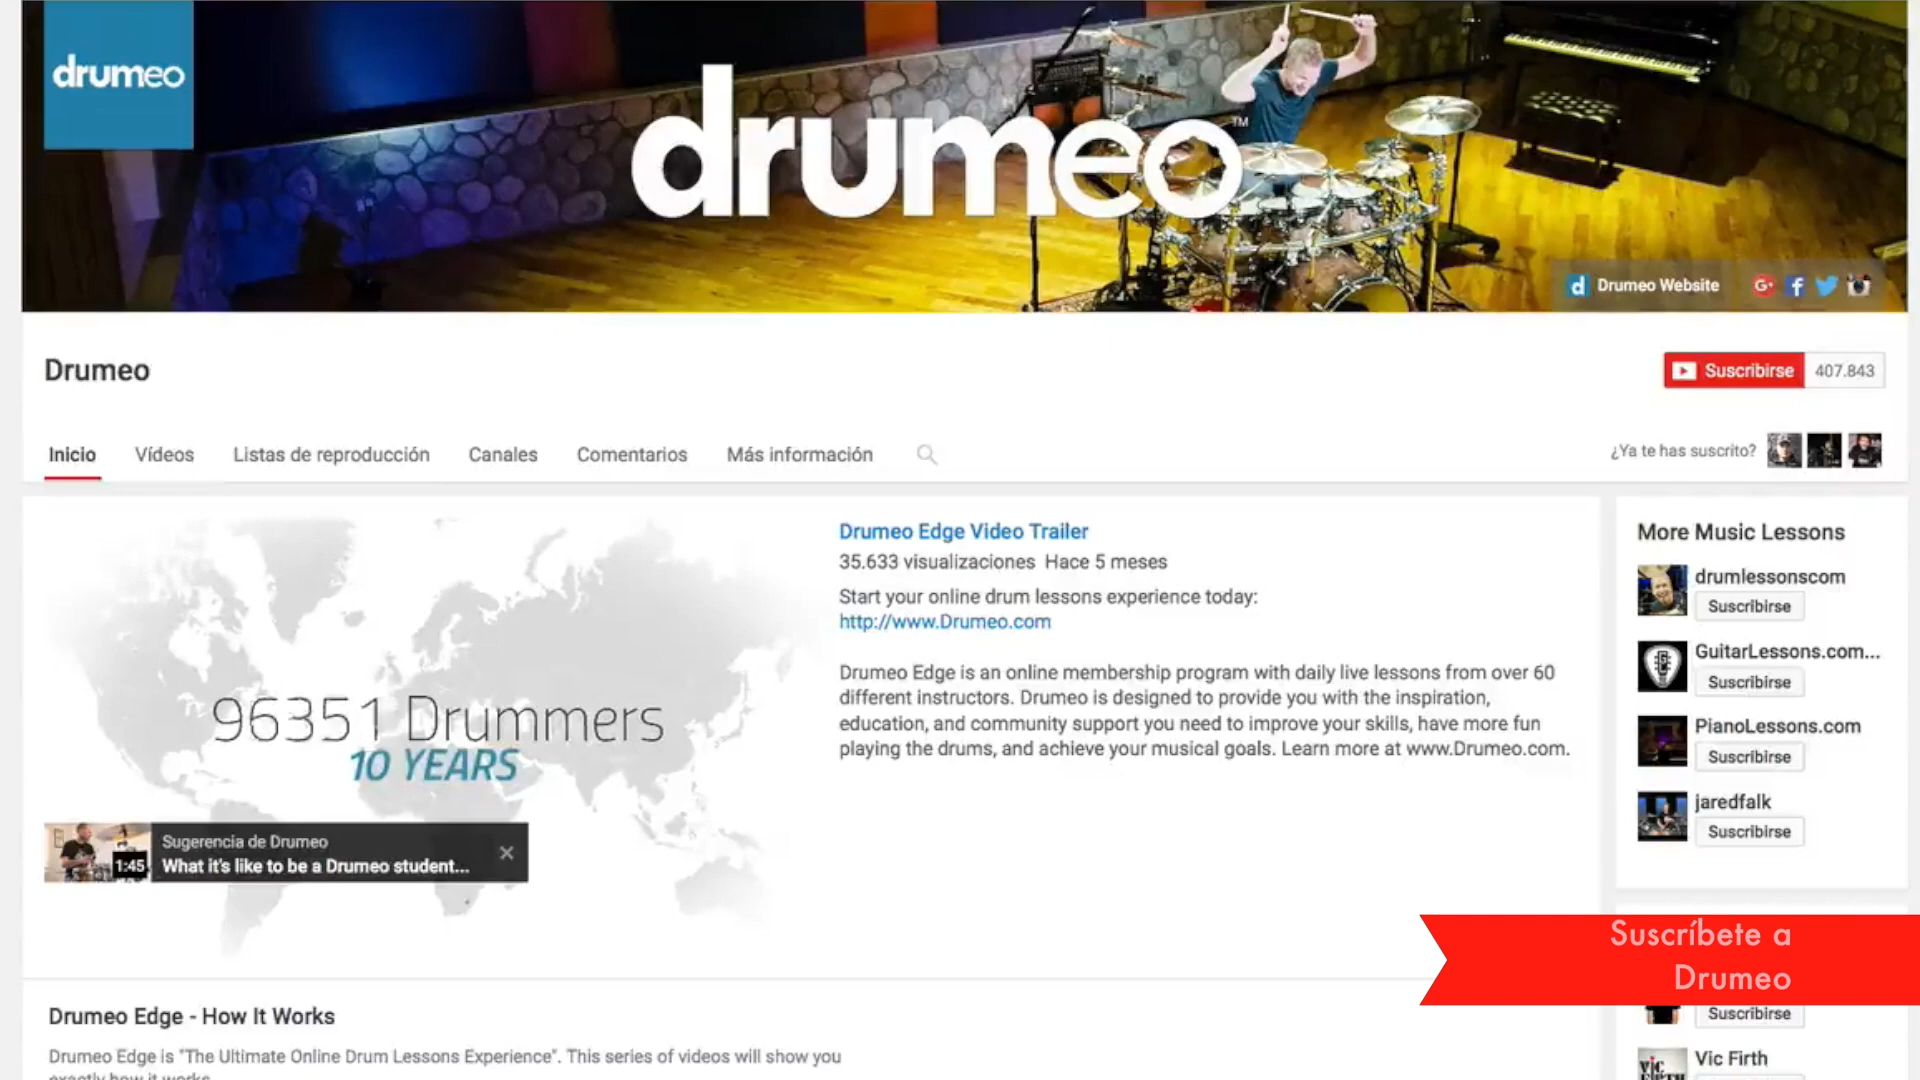 drumeo
drumeo™
d Drumeo Website
Drumeo
Suscribirse 407.843
Inicio Vídeos Listas de reproducción Canales Comentarios Más información
¿Ya te has suscrito?
96351 Drummers
10 YEARS
Sugerencia de Drumeo
What it's like to be a Drumeo student...
1:45
Drumeo Edge Video Trailer
35.633 visualizaciones Hace 5 meses
Start your online drum lessons experience today:
http://www.Drumeo.com
Drumeo Edge is an online membership program with daily live lessons from over 60
different instructors. Drumeo is designed to provide you with the inspiration,
education, and community support you need to improve your skills, have more fun
playing the drums, and achieve your musical goals. Learn more at www.Drumeo.com.
More Music Lessons
drumlessonscom
Suscribirse
GuitarLessons.com...
Suscribirse
PianoLessons.com
Suscribirse
jaredfalk
Suscribirse
Suscríbete a
Drumeo
Suscribirse
Vic Firth
Drumeo Edge - How It Works
Drumeo Edge is "The Ultimate Online Drum Lessons Experience". This series of videos will show you
exactly how it works